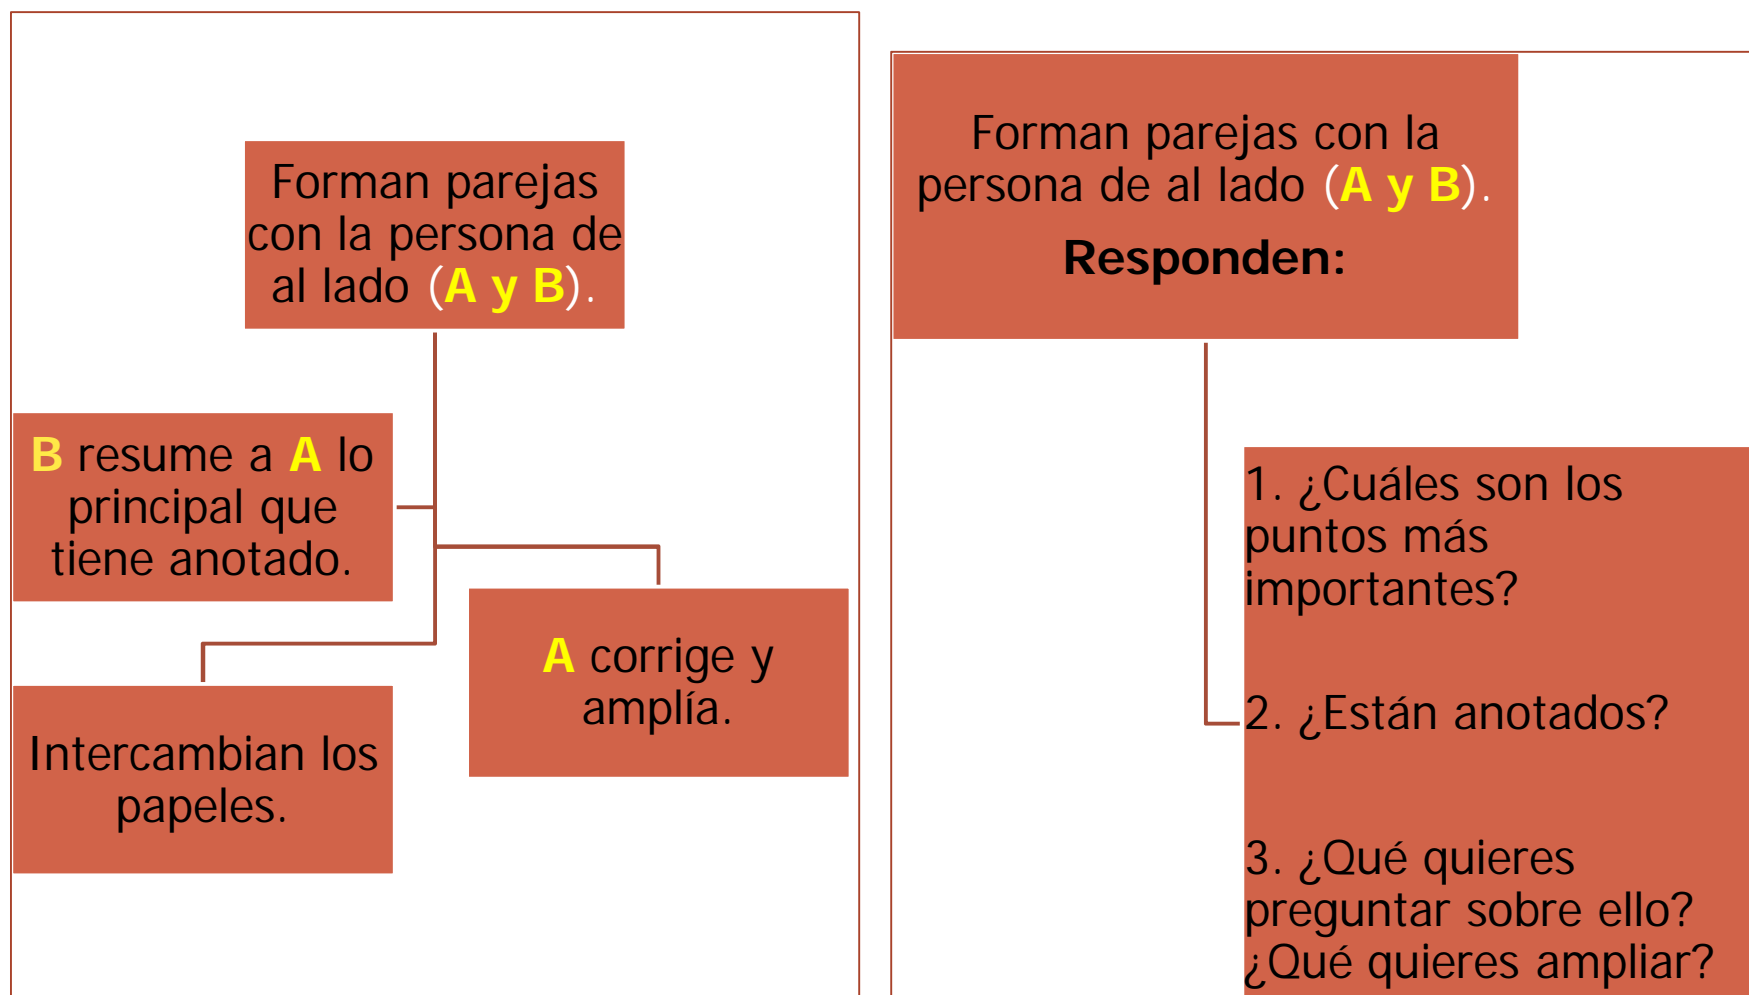 Forman parejas
con la persona de
al lado (A y B).
B resume a A lo
principal que
tiene anotado.
A corrige y
amplía.
Intercambian los
papeles.
Forman parejas con la
persona de al lado (A y B).
Responden:
1. ¿Cuáles son los
puntos más
importantes?
2. ¿Están anotados?
3. ¿Qué quieres
preguntar sobre ello?
¿Qué quieres ampliar?